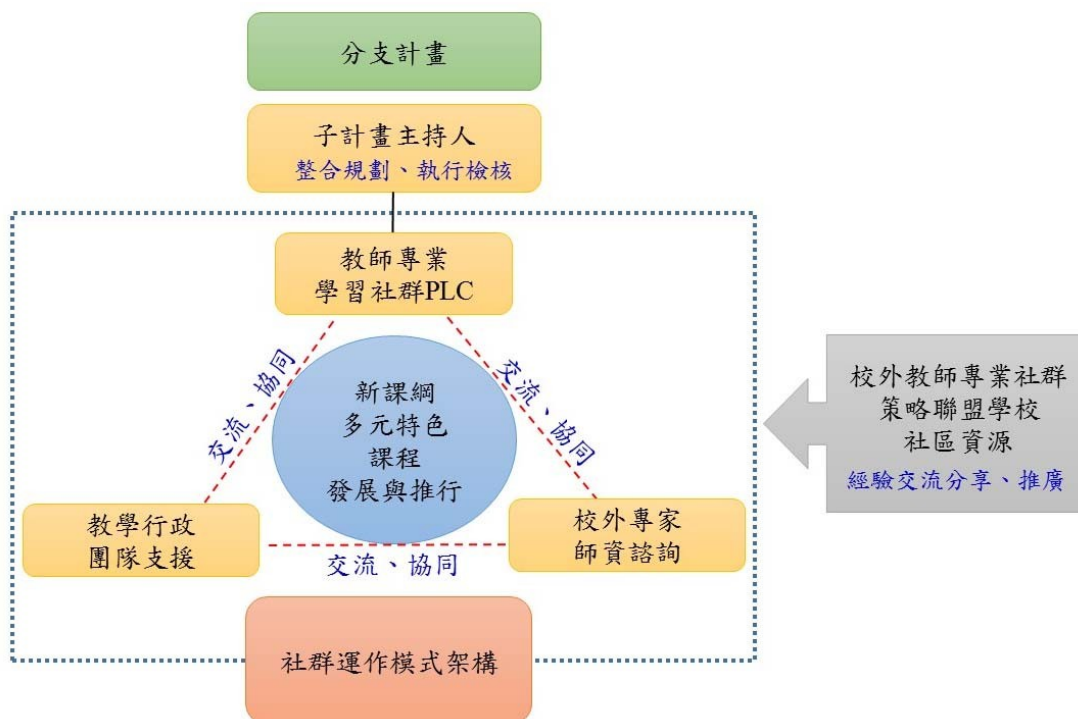 分支計畫
子計畫主持人
整合規劃、執行檢核
教師專業
學習社群PLC
交流、協同
交流、協同
新課綱
多元特色
課程
發展與推行
校外教師專業社群
策略聯盟學校
社區資源
經驗交流分享、推廣
教學行政
團隊支援
校外專家
師資諮詢
交流、協同
社群運作模式架構